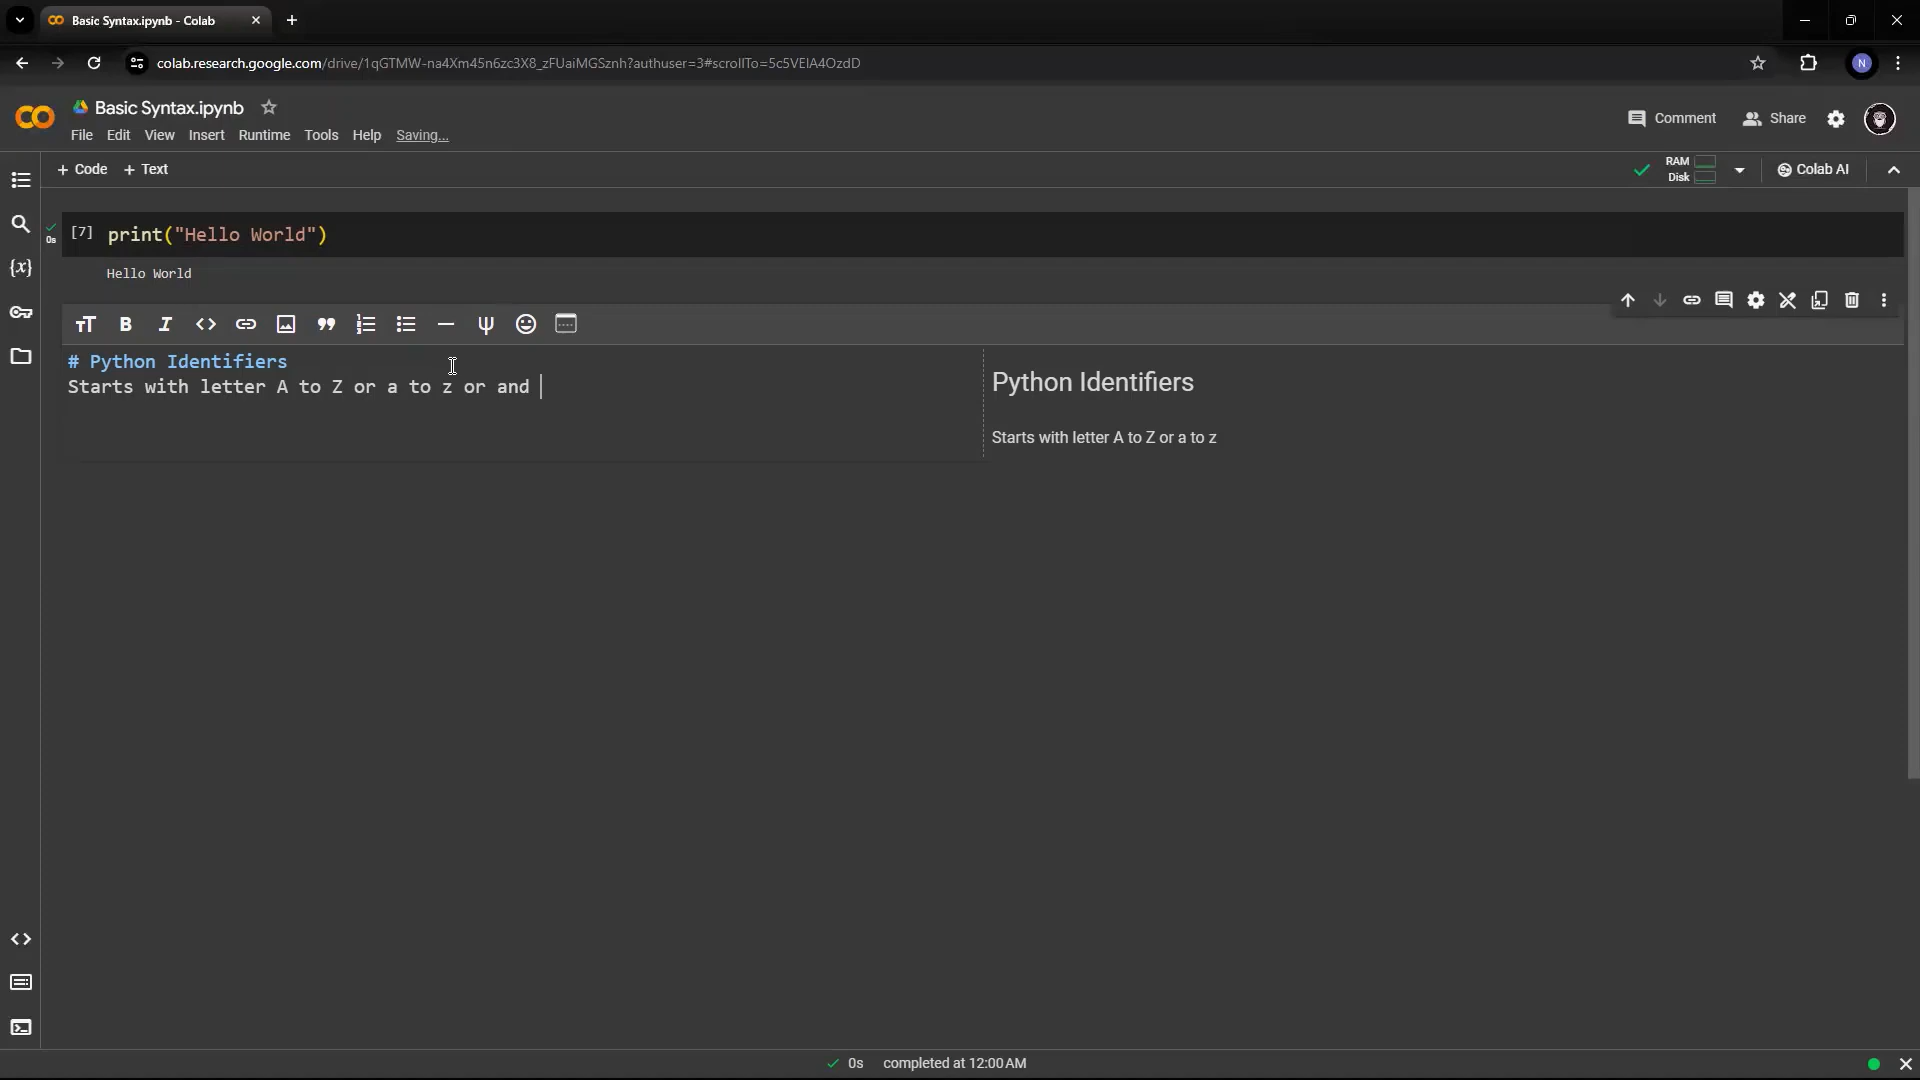 Basic Syntax.ipynb - Colab
colab.research.google.com/drive/1qGTMW-na4Xm45n6zc3X8_zFUaiMGSznh?authuser=3#scrollTo=5c5VEIA4OzdD
N
Basic Syntax.ipynb
File Edit View Insert Runtime Tools Help Saving...
Comment
Share
+ Code + Text
RAM
Disk
Colab AI
0s
[7] print("Hello World")
Hello World
# Python Identifiers
Starts with letter A to Z or a to z or and
Python Identifiers
Starts with letter A to Z or a to z
0s completed at 12:00 AM